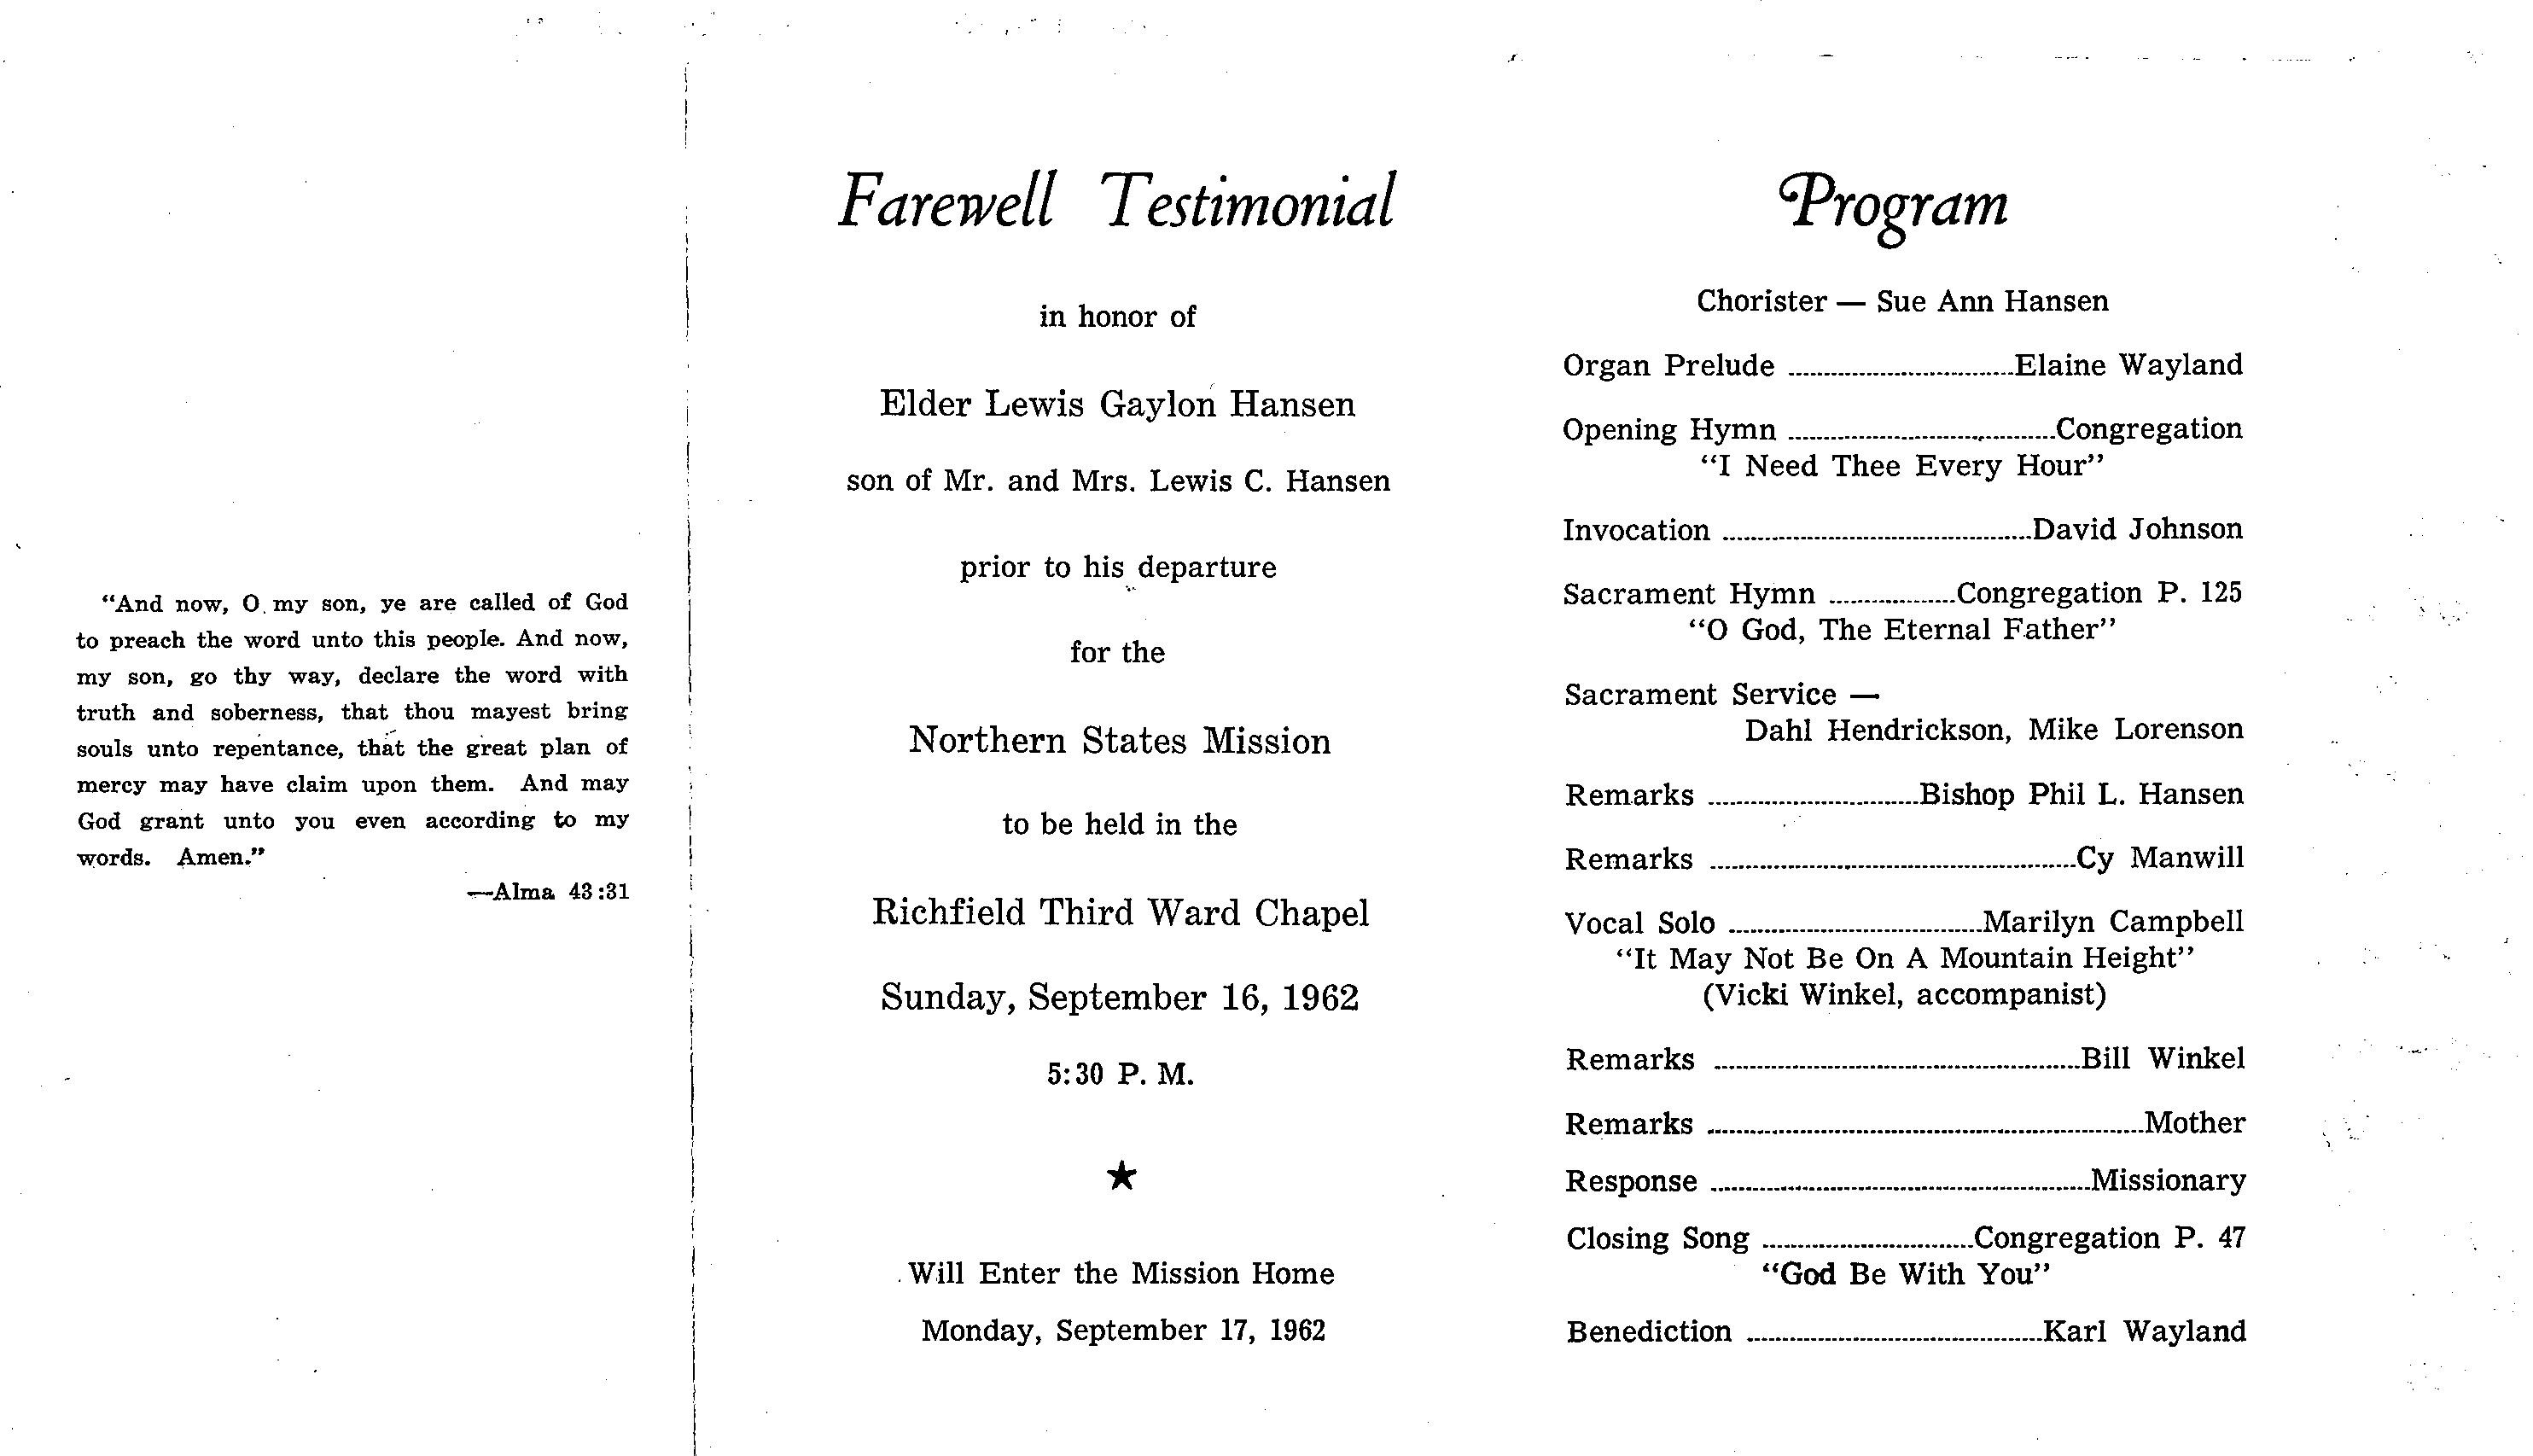 "And now, O my son, ye are called of God
to preach the word unto this people. And now,
my son, go thy way, declare the word with
truth and soberness, that thou mayest bring
souls unto repentance, that the great plan of
mercy may have claim upon them. And may
God grant unto you even according to my
words. Amen."
—Alma 43:31
Farewell Testimonial
in honor of
Elder Lewis Gaylon Hansen
son of Mr. and Mrs. Lewis C. Hansen
prior to his departure
for the
Northern States Mission
to be held in the
Richfield Third Ward Chapel
Sunday, September 16, 1962
5:30 P. M.
★
Will Enter the Mission Home
Monday, September 17, 1962
Program
Chorister — Sue Ann Hansen
Organ Prelude ................................Elaine Wayland
Opening Hymn ......................................Congregation
"I Need Thee Every Hour"
Invocation ............................................David Johnson
Sacrament Hymn ..................Congregation P. 125
"O God, The Eternal Father"
Sacrament Service —
Dahl Hendrickson, Mike Lorenson
Remarks ..............................Bishop Phil L. Hansen
Remarks ....................................................Cy Manwill
Vocal Solo ....................................Marilyn Campbell
"It May Not Be On A Mountain Height"
(Vicki Winkel, accompanist)
Remarks ....................................................Bill Winkel
Remarks ..............................................................Mother
Response ......................................................Missionary
Closing Song ..............................Congregation P. 47
"God Be With You"
Benediction ..........................................Karl Wayland